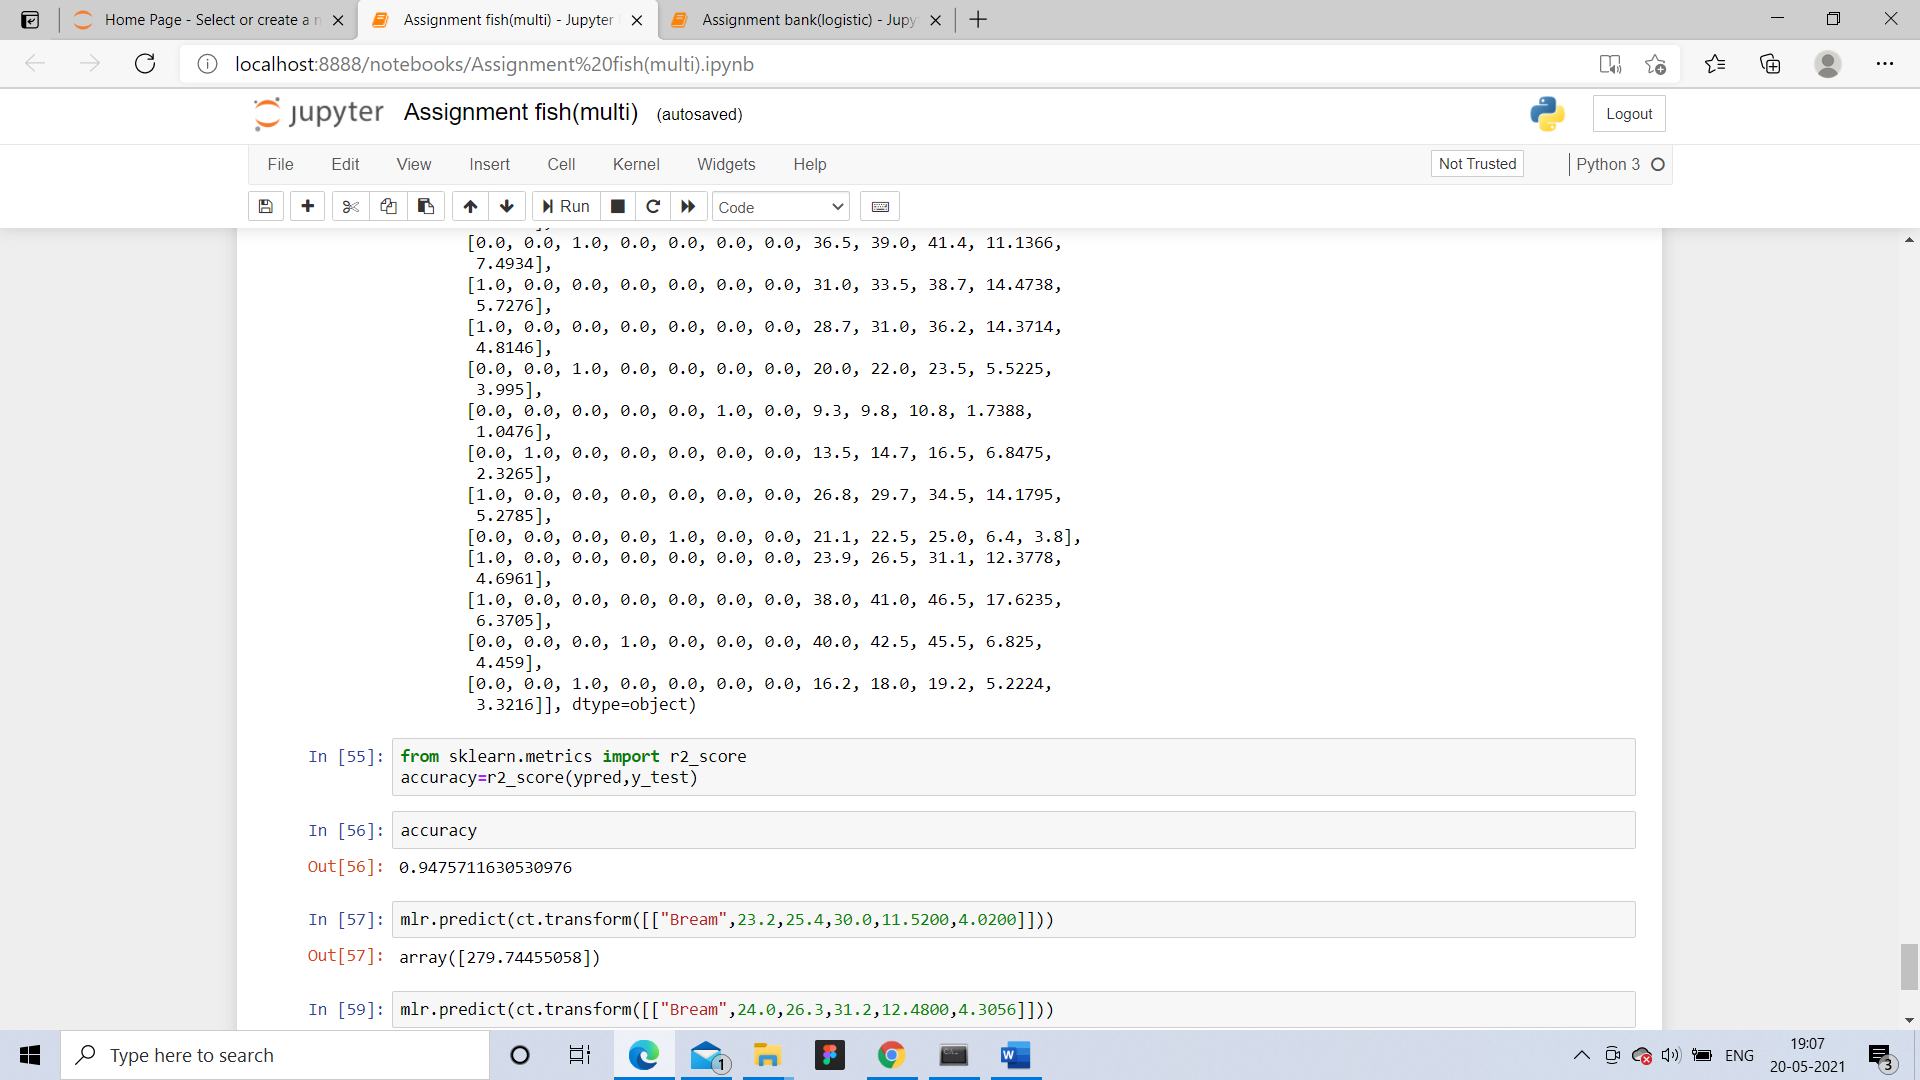 Home Page - Select or create a n
Assignment fish(multi) - Jupyter
Assignment bank(logistic) - Jupy
localhost:8888/notebooks/Assignment%20fish(multi).ipynb
jupyter Assignment fish(multi) (autosaved)
Logout
File Edit View Insert Cell Kernel Widgets Help
Not Trusted
Python 3
Run
Code
[0.0, 0.0, 1.0, 0.0, 0.0, 0.0, 0.0, 36.5, 39.0, 41.4, 11.1366,
7.4934],
[1.0, 0.0, 0.0, 0.0, 0.0, 0.0, 0.0, 31.0, 33.5, 38.7, 14.4738,
5.7276],
[1.0, 0.0, 0.0, 0.0, 0.0, 0.0, 0.0, 28.7, 31.0, 36.2, 14.3714,
4.8146],
[0.0, 0.0, 1.0, 0.0, 0.0, 0.0, 0.0, 20.0, 22.0, 23.5, 5.5225,
3.995],
[0.0, 0.0, 0.0, 0.0, 0.0, 1.0, 0.0, 9.3, 9.8, 10.8, 1.7388,
1.0476],
[0.0, 1.0, 0.0, 0.0, 0.0, 0.0, 0.0, 13.5, 14.7, 16.5, 6.8475,
2.3265],
[1.0, 0.0, 0.0, 0.0, 0.0, 0.0, 0.0, 26.8, 29.7, 34.5, 14.1795,
5.2785],
[0.0, 0.0, 0.0, 0.0, 1.0, 0.0, 0.0, 21.1, 22.5, 25.0, 6.4, 3.8],
[1.0, 0.0, 0.0, 0.0, 0.0, 0.0, 0.0, 23.9, 26.5, 31.1, 12.3778,
4.6961],
[1.0, 0.0, 0.0, 0.0, 0.0, 0.0, 0.0, 38.0, 41.0, 46.5, 17.6235,
6.3705],
[0.0, 0.0, 0.0, 1.0, 0.0, 0.0, 0.0, 40.0, 42.5, 45.5, 6.825,
4.459],
[0.0, 0.0, 1.0, 0.0, 0.0, 0.0, 0.0, 16.2, 18.0, 19.2, 5.2224,
3.3216]], dtype=object)
In [55]: from sklearn.metrics import r2_score
accuracy=r2_score(ypred,y_test)
In [56]: accuracy
Out[56]: 0.9475711630530976
In [57]: mlr.predict(ct.transform([["Bream",23.2,25.4,30.0,11.5200,4.0200]]))
Out[57]: array([279.74455058])
In [59]: mlr.predict(ct.transform([["Bream",24.0,26.3,31.2,12.4800,4.3056]]))
Type here to search
1
ENG
19:07
20-05-2021
3